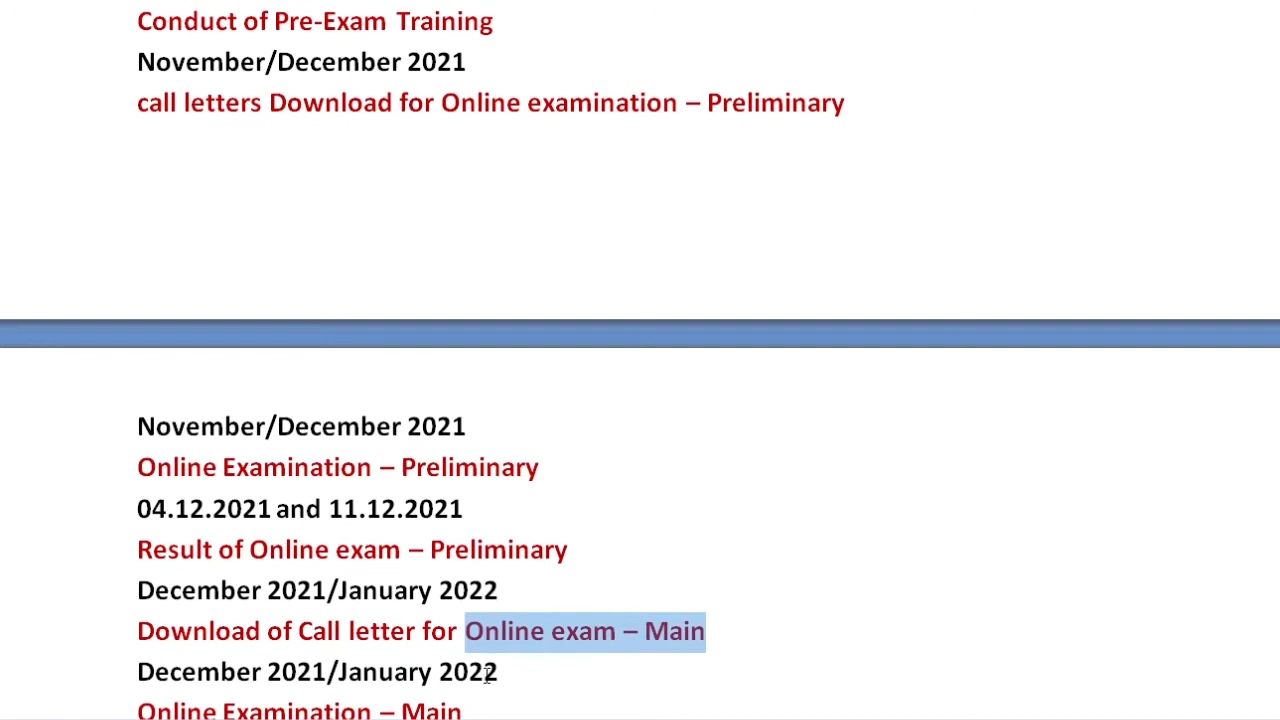 Conduct of Pre-Exam Training
November/December 2021
call letters Download for Online examination – Preliminary
November/December 2021
Online Examination – Preliminary
04.12.2021 and 11.12.2021
Result of Online exam – Preliminary
December 2021/January 2022
Download of Call letter for Online exam – Main
December 2021/January 2022
Online Examination – Main